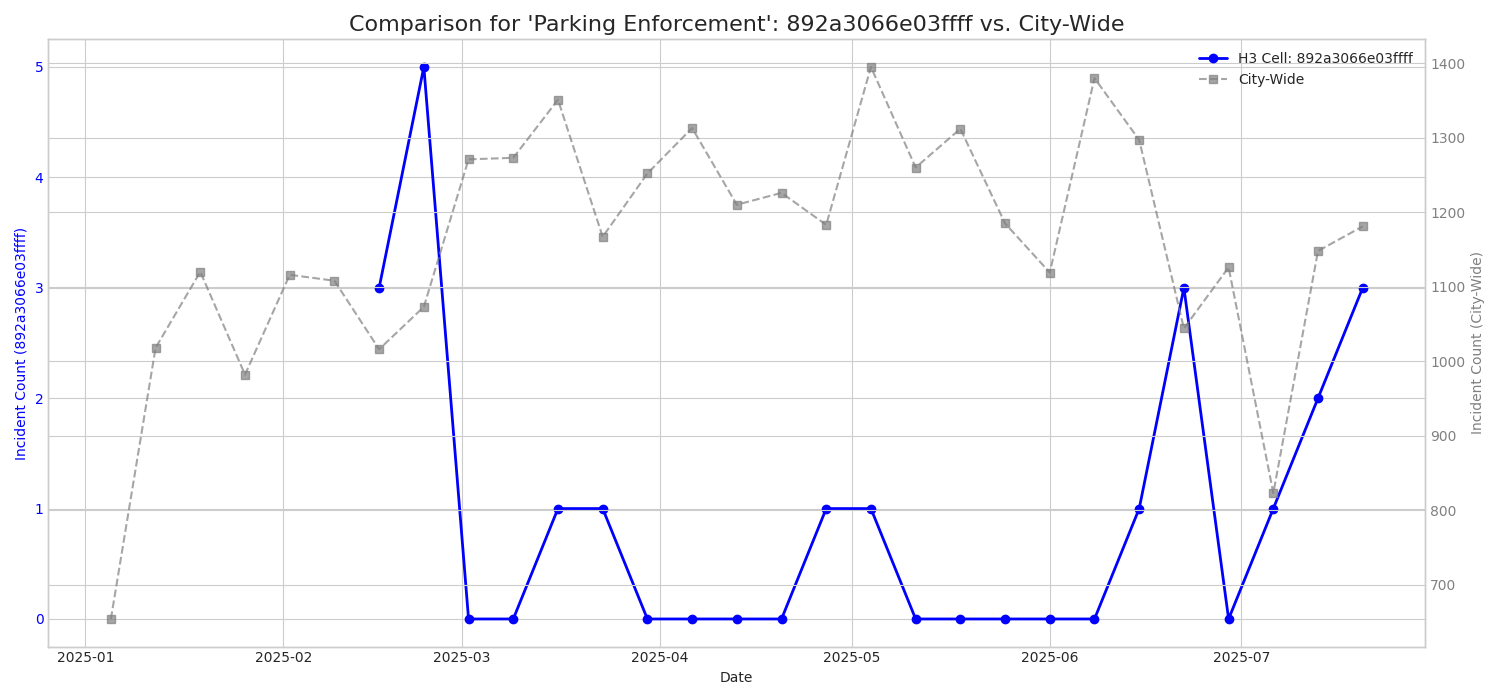 Comparison for 'Parking Enforcement': 892a3066e03ffff vs. City-Wide
H3 Cell: 892a3066e03ffff
City-Wide
Incident Count (892a3066e03ffff)
5
4
3
2
1
0
1400
1300
1200
1100
1000
900
800
700
Incident Count (City-Wide)
2025-01 2025-02 2025-03 2025-04 2025-05 2025-06 2025-07
Date